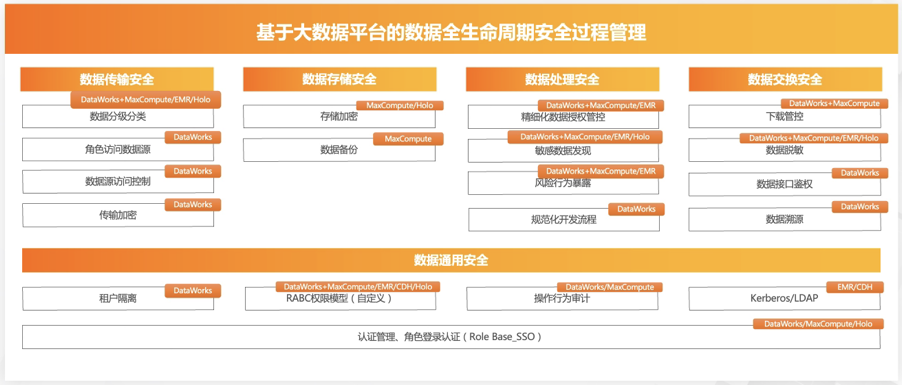 基于大数据平台的数据全生命周期安全过程管理
数据传输安全
DataWorks+MaxCompute/EMR/Holo
数据分级分类
DataWorks
角色访问数据源
DataWorks
数据源访问控制
DataWorks
传输加密
数据存储安全
MaxCompute/Holo
存储加密
MaxCompute
数据备份
数据处理安全
DataWorks+MaxCompute/EMR
精细化数据授权管控
DataWorks+MaxCompute/EMR/Holo
敏感数据发现
DataWorks+MaxCompute/EMR
风险行为暴露
DataWorks
规范化开发流程
数据交换安全
DataWorks+MaxCompute
下载管控
DataWorks+MaxCompute/EMR/Holo
数据脱敏
DataWorks
数据接口鉴权
DataWorks
数据溯源
数据通用安全
DataWorks
租户隔离
DataWorks+MaxCompute/EMR/CDH/Holo
RABC权限模型（自定义）
DataWorks/MaxCompute
操作行为审计
EMR/CDH
Kerberos/LDAP
DataWorks/MaxCompute/Holo
认证管理、角色登录认证（Role Base_SSO）